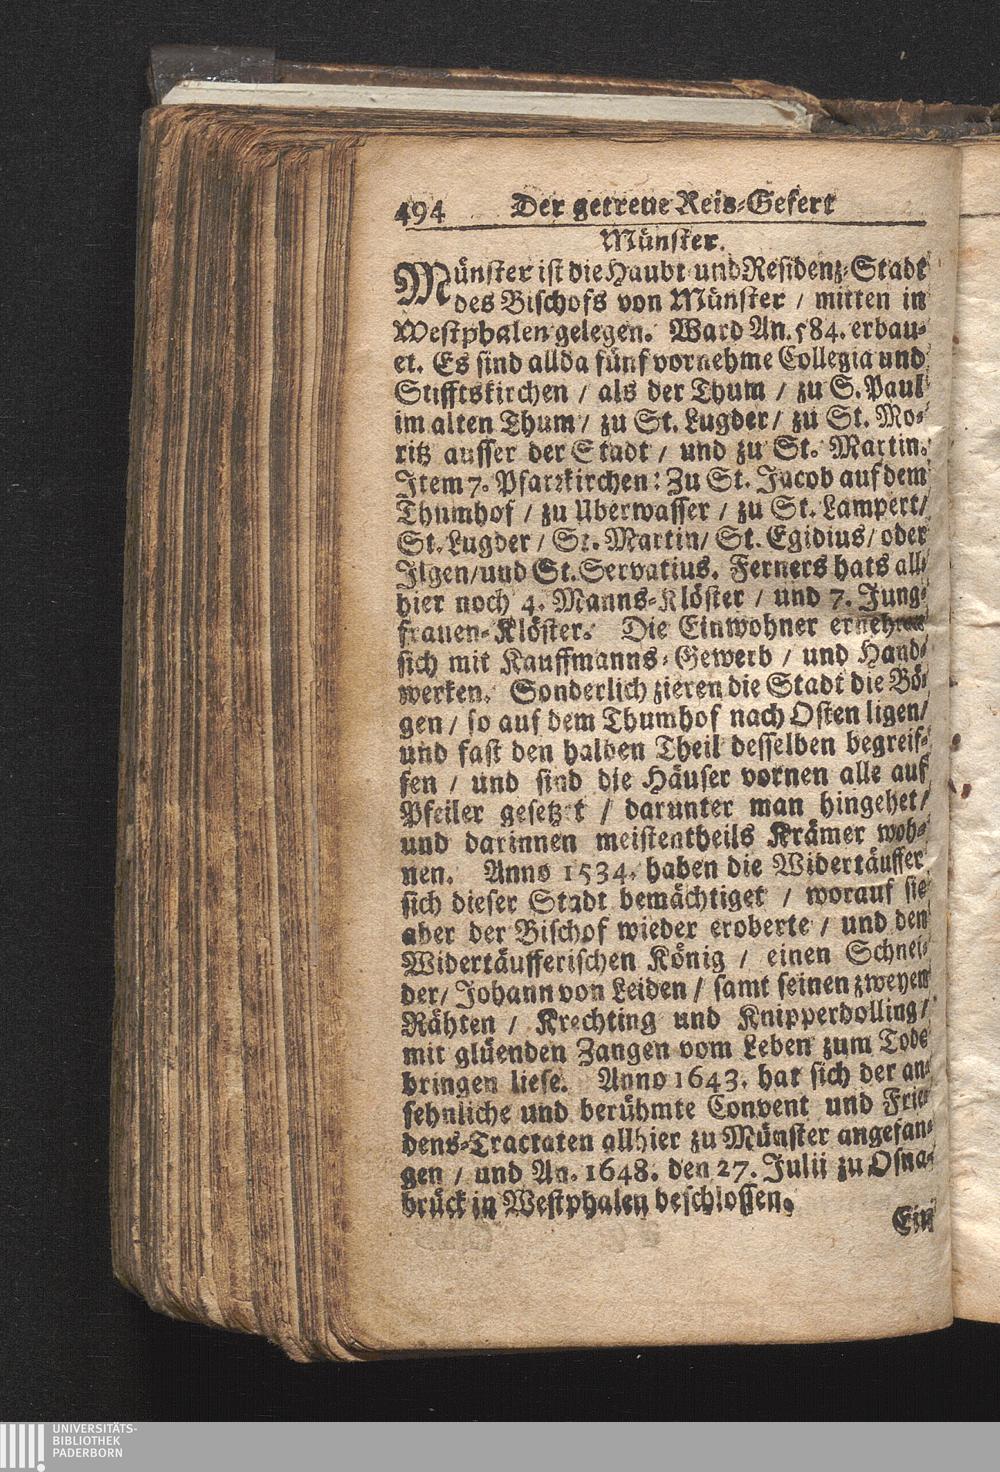 494 Der getreue Reis-Gefert
Münster.
Münster ist die Haubt- und Residenz-Stadt
des Bischofs von Münster / mitten in
Westphalen gelegen. Ward An. 584. erbau-
et. Es sind allda fünf vornehme Collegia und
Stifftskirchen / als der Thum / zu S. Paul
im alten Thum / zu St. Lugder / zu St. Mo-
ritz ausser der Stadt / und zu St. Martin.
Item 7. Pfarrkirchen: Zu St. Jacob auf dem
Thumhof / zu Uberwasser / zu St. Lampert /
St. Lugder / St. Martin / St. Egidius / oder
Ilgen / und St. Servatius. Ferners hats all-
hier noch 4. Manns-Klöster / und 7. Jung-
frauen-Klöster. Die Einwohner ernehren
sich mit Kauffmanns-Gewerb / und Hand-
werken. Sonderlich zieren die Stadt die Bö-
gen / so auf dem Thumhof nach Osten ligen /
und fast den halben Theil desselben begreif-
fen / und sind die Häuser vornen alle auf
Pfeiler gesetzet / darunter man hingehet /
und darinnen meistentheils Krämer woh-
nen. Anno 1534. haben die Widertäuffer
sich dieser Stadt bemächtiget / worauf sie
aber der Bischof wieder eroberte / und den
Widertäufferischen König / einen Schnei-
der / Johann von Leiden / samt seinen zweyen
Rähten / Krechting und Knipperdolling /
mit glüenden Zangen vom Leben zum Tode
bringen liese. Anno 1643. hat sich der an-
sehnliche und berühmte Convent und Frie-
dens-Tractaten allhier zu Münster angefan-
gen / und An. 1648. den 27. Julii zu Osna-
brück in Westphalen beschlossen.
Ein
UNIVERSITÄTS-
BIBLIOTHEK
PADERBORN